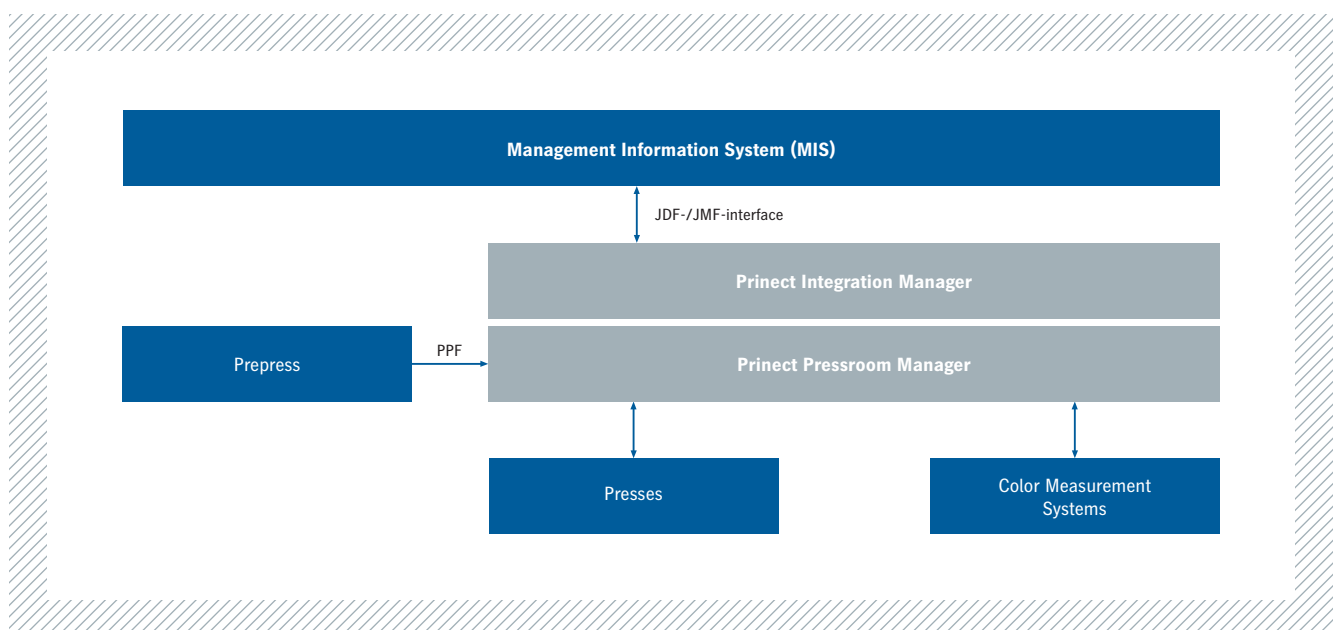 Management Information System (MIS)
JDF-/JMF-interface
Prinect Integration Manager
Prepress
PPF
Prinect Pressroom Manager
Presses
Color Measurement
Systems